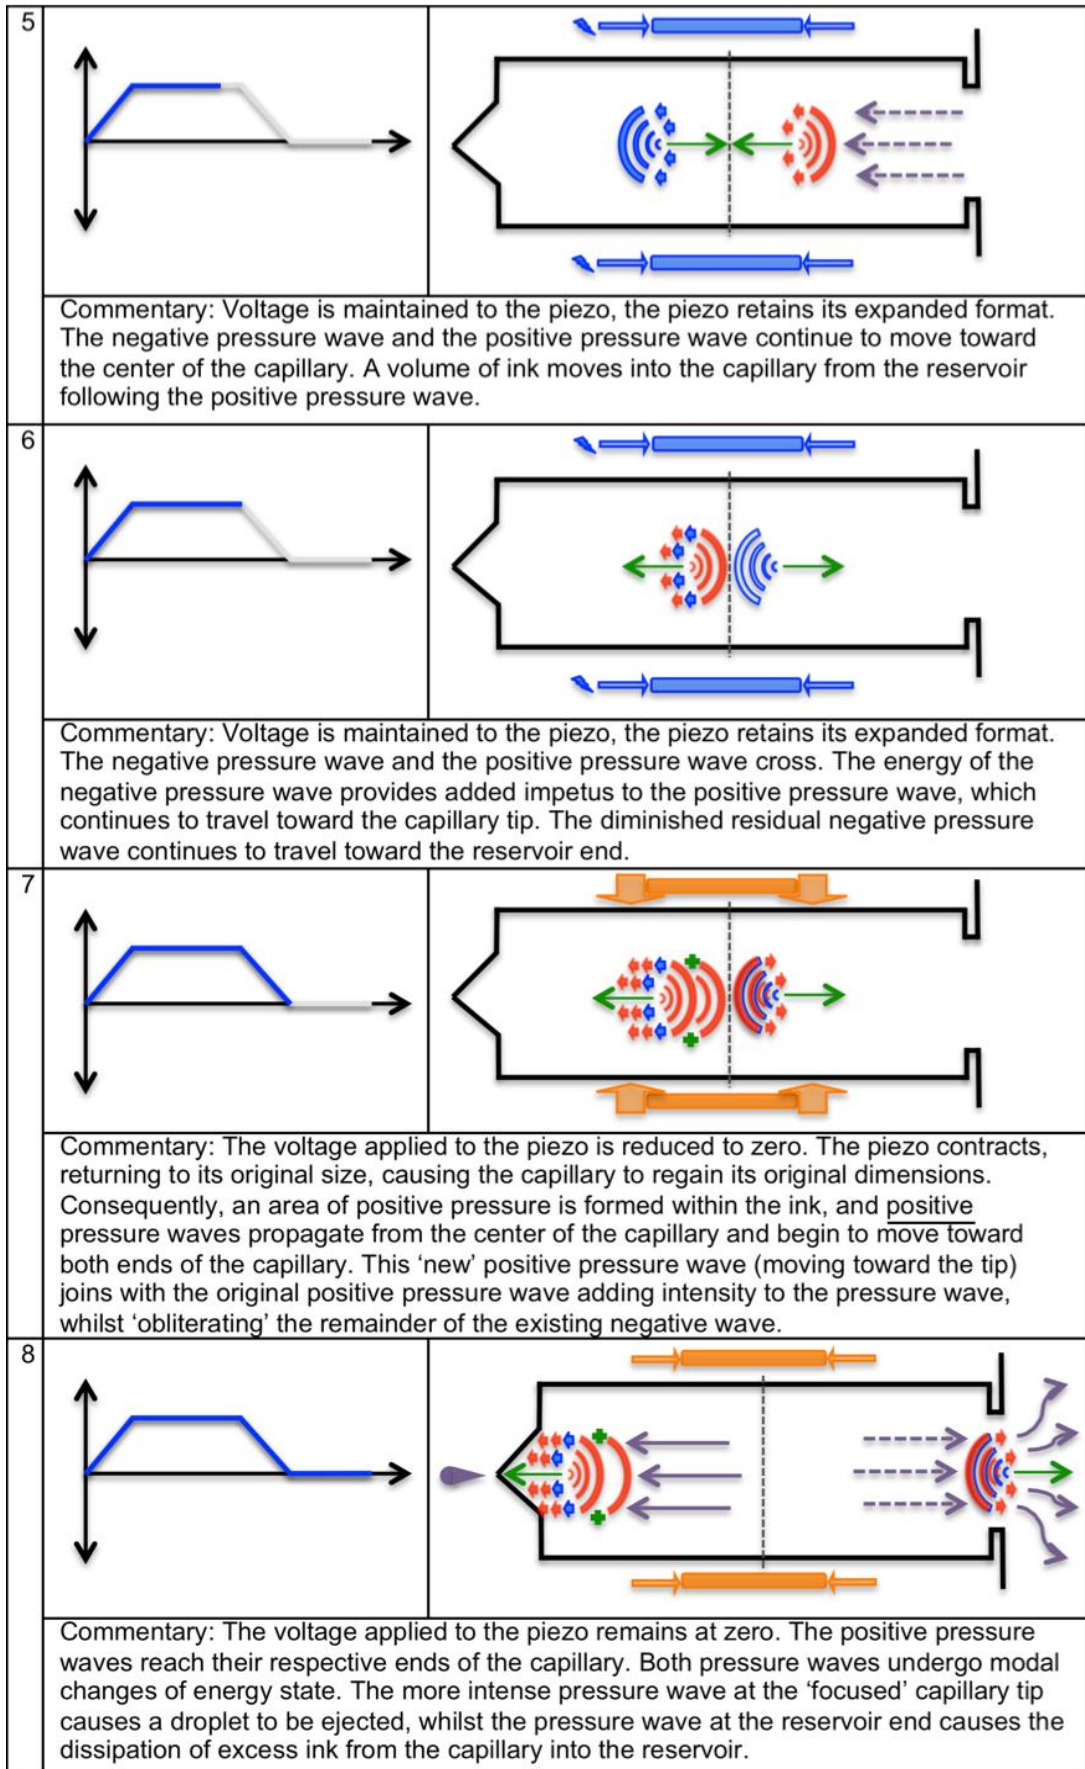 5
Commentary: Voltage is maintained to the piezo, the piezo retains its expanded format.
The negative pressure wave and the positive pressure wave continue to move toward
the center of the capillary. A volume of ink moves into the capillary from the reservoir
following the positive pressure wave.
6
Commentary: Voltage is maintained to the piezo, the piezo retains its expanded format.
The negative pressure wave and the positive pressure wave cross. The energy of the
negative pressure wave provides added impetus to the positive pressure wave, which
continues to travel toward the capillary tip. The diminished residual negative pressure
wave continues to travel toward the reservoir end.
7
Commentary: The voltage applied to the piezo is reduced to zero. The piezo contracts,
returning to its original size, causing the capillary to regain its original dimensions.
Consequently, an area of positive pressure is formed within the ink, and positive
pressure waves propagate from the center of the capillary and begin to move toward
both ends of the capillary. This ‘new’ positive pressure wave (moving toward the tip)
joins with the original positive pressure wave adding intensity to the pressure wave,
whilst ‘obliterating’ the remainder of the existing negative wave.
8
Commentary: The voltage applied to the piezo remains at zero. The positive pressure
waves reach their respective ends of the capillary. Both pressure waves undergo modal
changes of energy state. The more intense pressure wave at the ‘focused’ capillary tip
causes a droplet to be ejected, whilst the pressure wave at the reservoir end causes the
dissipation of excess ink from the capillary into the reservoir.